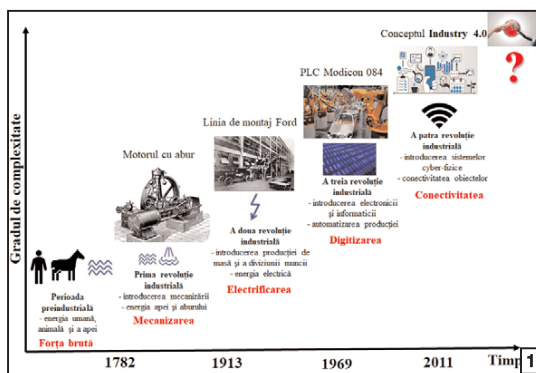 Gradul de complexitate
Perioada
preindustrială
- energia umană,
animală și a apei
Forța brută
Motorul cu abur
Prima revoluție
industrială
- introducerea mecanizării
- energia apei și aburului
Mecanizarea
Linia de montaj Ford
A doua revoluție
industrială
- introducerea producției de
masă și a diviziunii muncii
- energia electrică
Electrificarea
PLC Modicon 084
A treia revoluție
industrială
- introducerea electronicii
și informaticii
- automatizarea producției
Digitizarea
Conceptul Industry 4.0
A patra revoluție
industrială
- introducerea sistemelor
cyber-fizice
- conectivitatea obiectelor
Conectivitatea
?
1782 1913 1969 2011 Timp
1